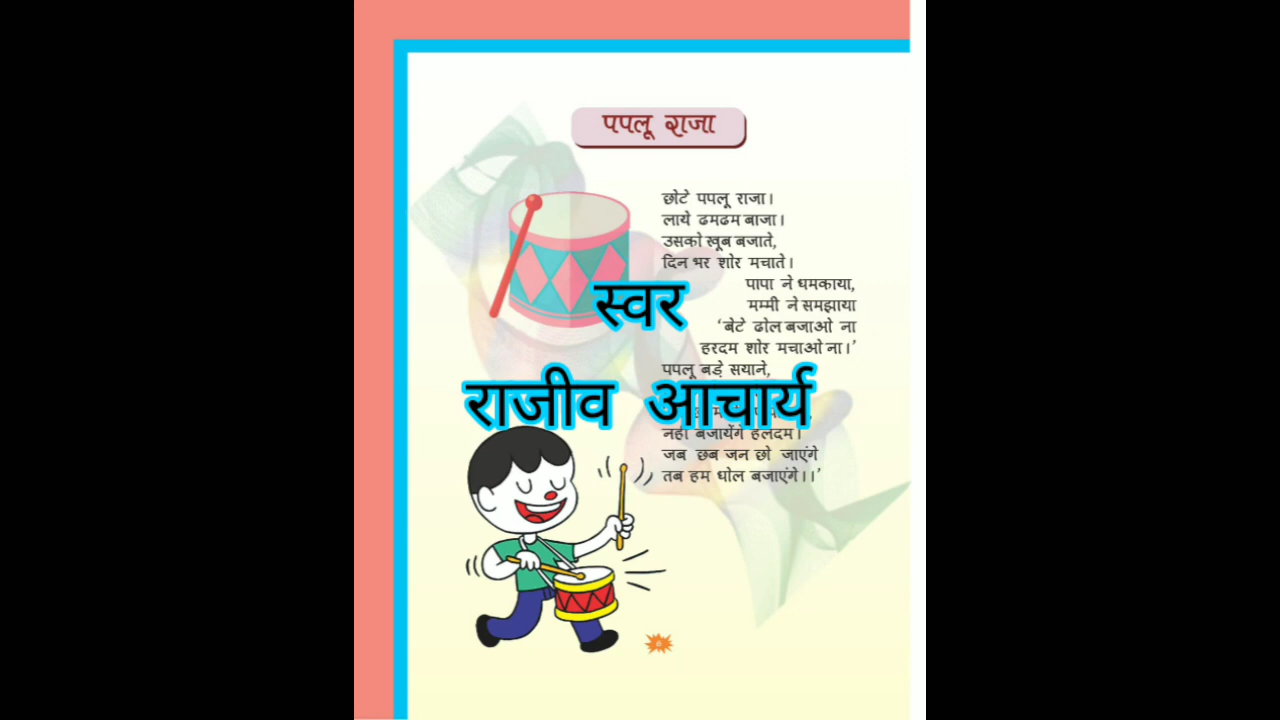 पपलू राजा
छोटे पपलू राजा।
लाये ढमढम बाजा।
उसको खूब बजाते,
दिन भर शोर मचाते।
पापा ने धमकाया,
मम्मी ने समझाया
‘बेटे ढोल बजाओ ना
हरदम शोर मचाओ ना।’
पपलू बड़े सयाने,
नहीं बजायेंगे हलदम।
जब छब जन छो जाएंगे
तब हम धोल बजाएंगे।।’
स्वर
राजीव आचार्य